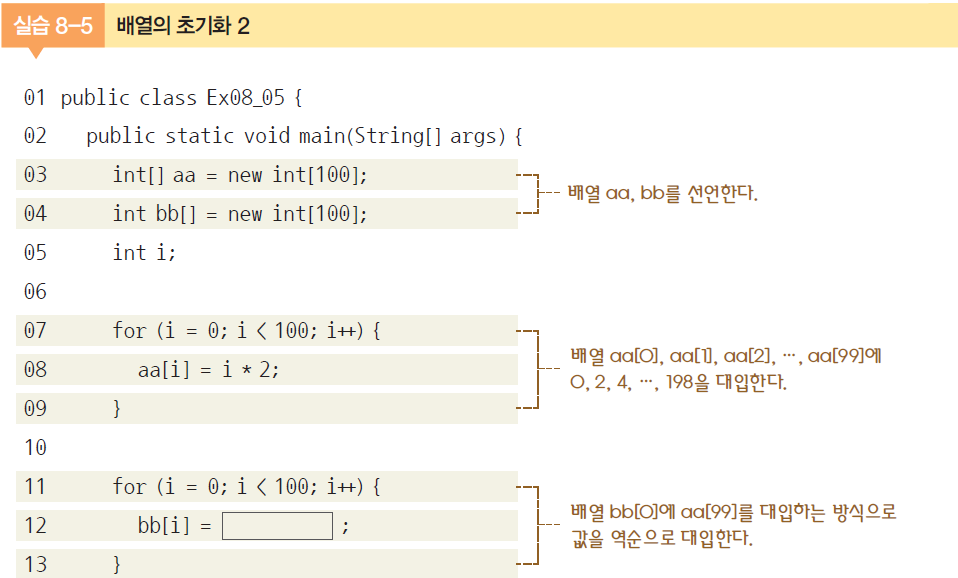 실습 8-5 배열의 초기화 2
01 public class Ex08_05 {
02 public static void main(String[] args) {
03 int[] aa = new int[100];
04 int bb[] = new int[100];
배열 aa, bb를 선언한다.
05 int i;
06
07 for (i = 0; i < 100; i++) {
08 aa[i] = i * 2;
09 }
배열 aa[0], aa[1], aa[2], …, aa[99]에
0, 2, 4, …, 198을 대입한다.
10
11 for (i = 0; i < 100; i++) {
12 bb[i] = ;
13 }
배열 bb[0]에 aa[99]를 대입하는 방식으로
값을 역순으로 대입한다.